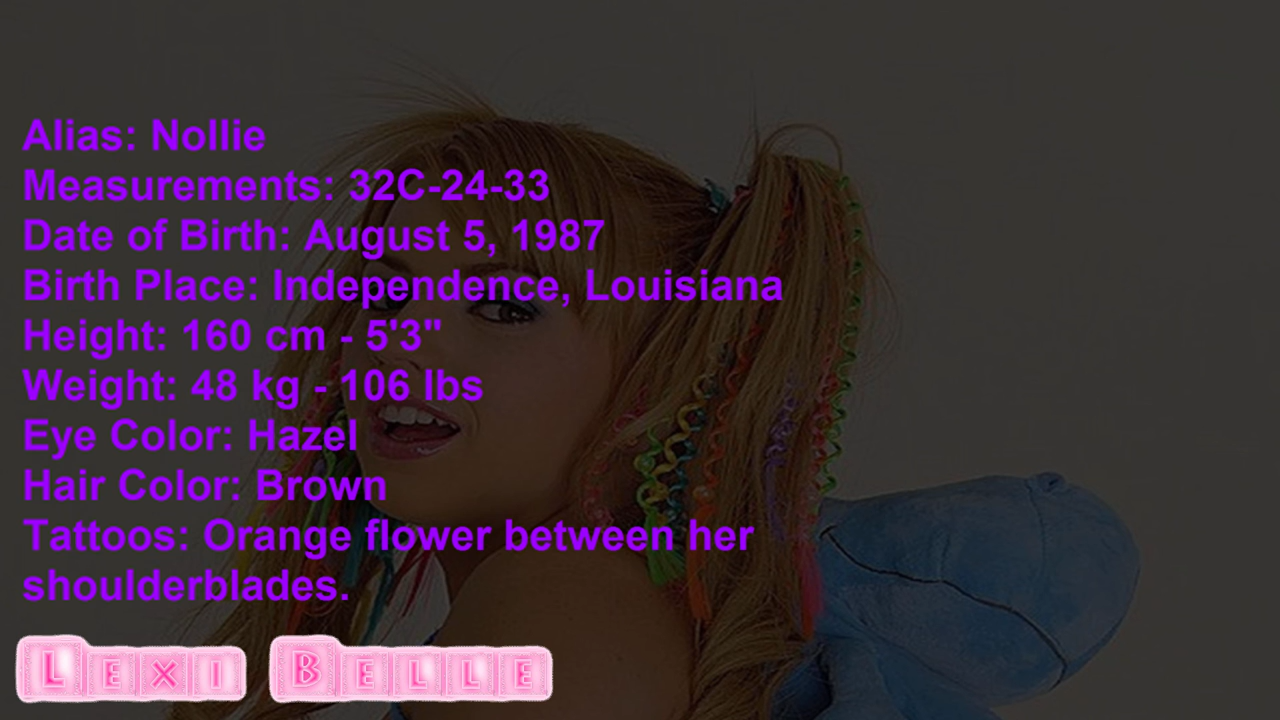 Alias: Nollie
Measurements: 32C-24-33
Date of Birth: August 5, 1987
Birth Place: Independence, Louisiana
Height: 160 cm - 5'3"
Weight: 48 kg - 106 lbs
Eye Color: Hazel
Hair Color: Brown
Tattoos: Orange flower between her
shoulderblades.
LEXI BELLE